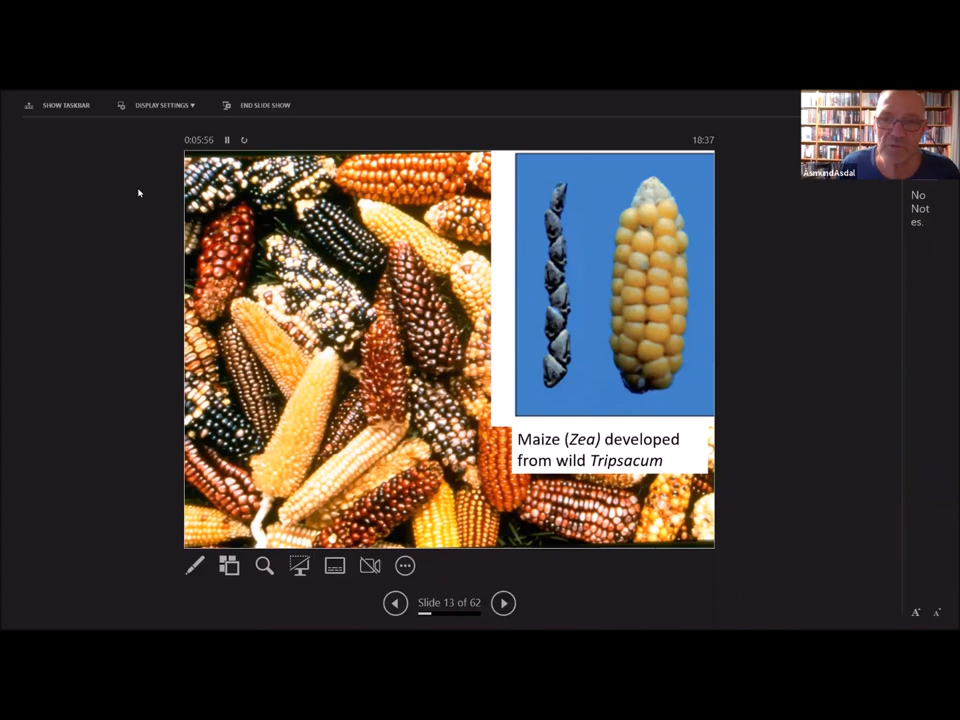 SHOW TASKBAR
DISPLAY SETTINGS ▼
END SLIDE SHOW
0:05:56
18:37
ÅsmundAsdal
No
Not
es.
Maize (Zea) developed
from wild Tripsacum
Slide 13 of 62
A
A